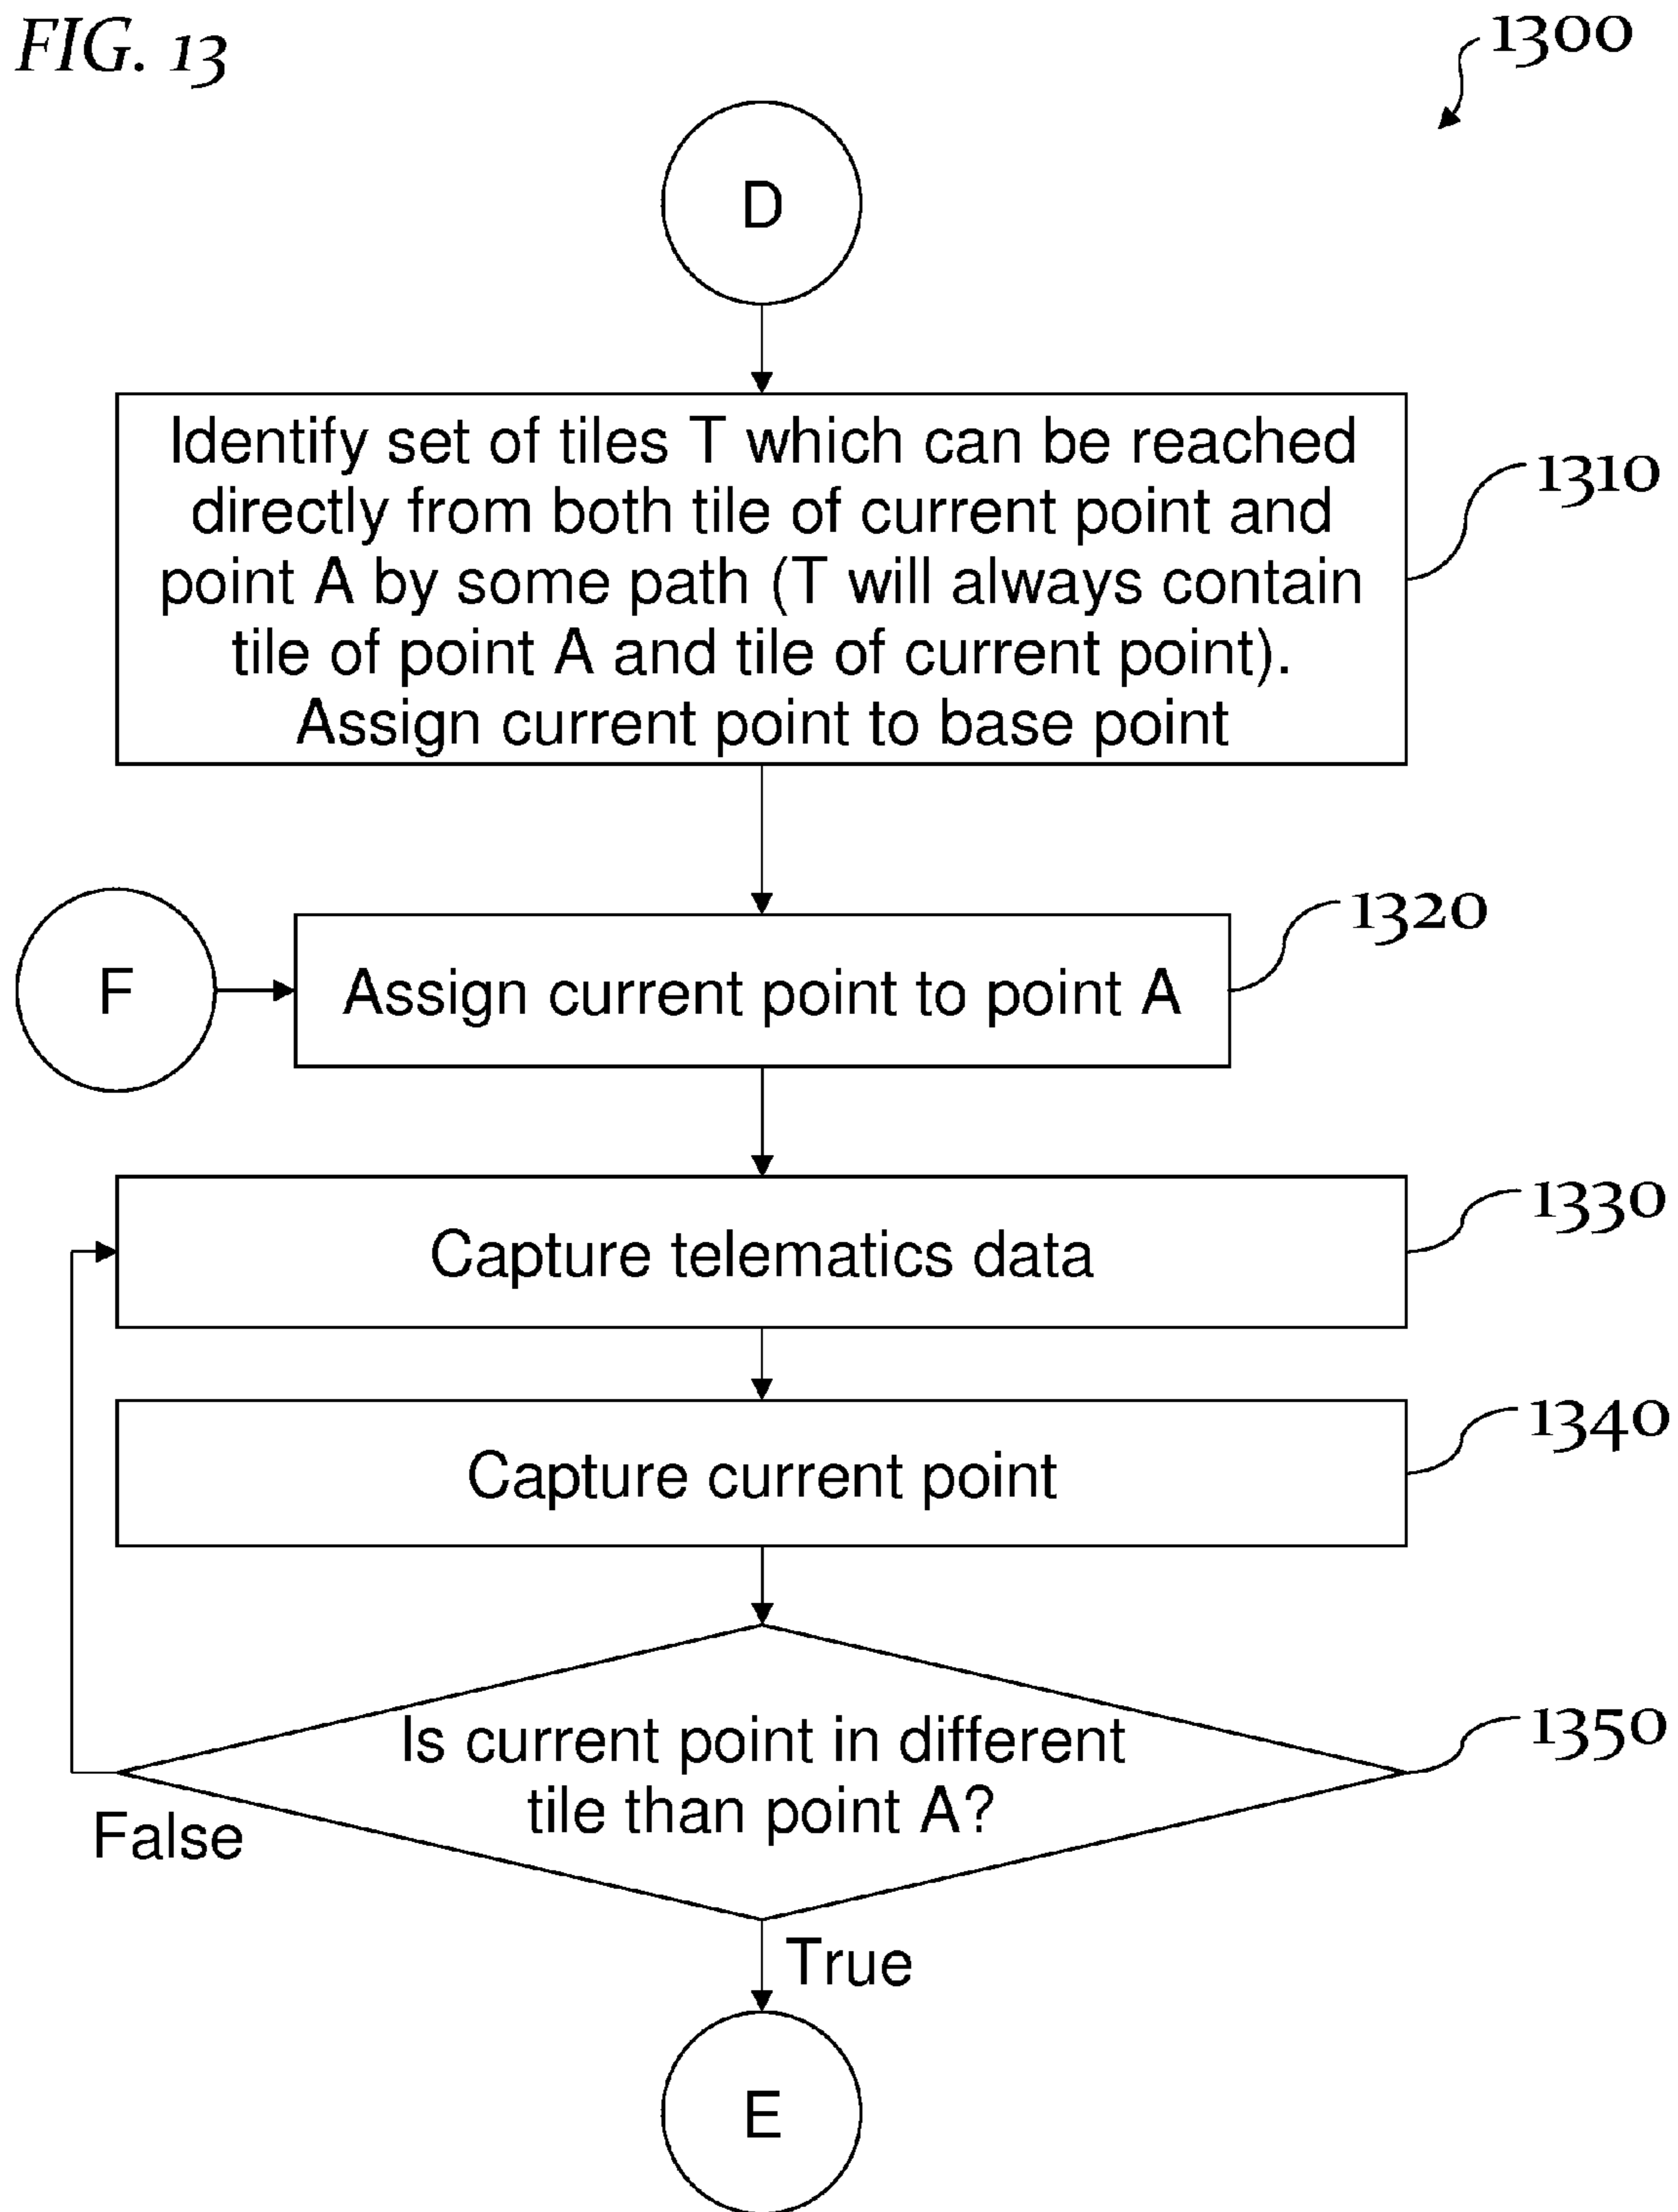 FIG. 13
1300
D
Identify set of tiles T which can be reached
directly from both tile of current point and
point A by some path (T will always contain
tile of point A and tile of current point).
Assign current point to base point
1310
F
Assign current point to point A
1320
Capture telematics data
1330
Capture current point
1340
Is current point in different
tile than point A?
1350
False
True
E